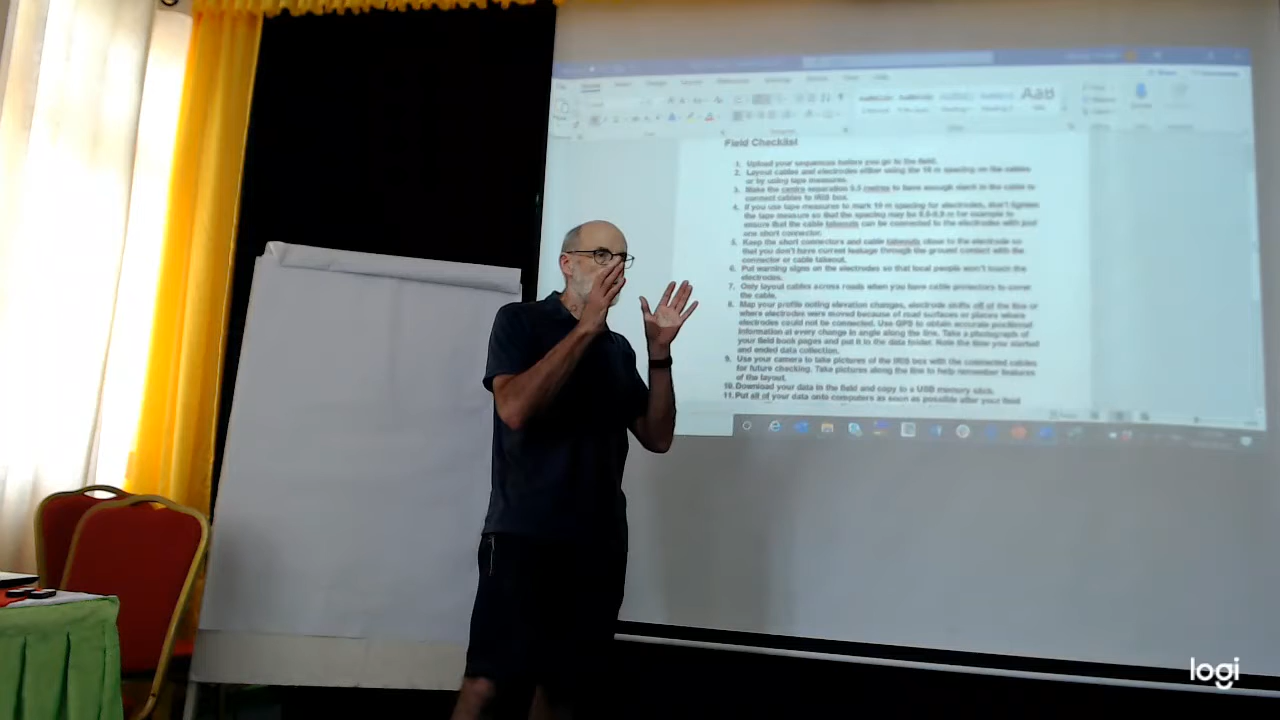 Aab
Field Checklist
1. Upload your sequences before you go to the field.
2. Layout cables and electrodes either using the 10 m spacing on the cables
or by using tape measures.
3. Make the centre separation 9.5 metres to have enough slack in the cable to
connect cables to IRIS box.
4. If you use tape measures to mark 10 m spacing for electrodes, don't tighten
the tape measure so that the spacing may be 9.8-9.9 m for example to
ensure that the cable takeouts can be connected to the electrodes with just
one short connector.
5. Keep the short connectors and cable takeouts close to the electrode so
that you don't have current leakage through the ground contact with the
connector or cable takeout.
6. Put warning signs on the electrodes so that local people won't touch the
electrodes.
7. Only layout cables across roads when you have cable protectors to cover
the cable.
8. Map your profile noting elevation changes, electrode shifts off of the line or
where electrodes were moved because of road surfaces or places where
electrodes could not be connected. Use GPS to obtain accurate positional
information at every change in angle along the line. Take a photograph of
your field book pages and put it in the data folder. Note the time you started
and ended data collection.
9. Use your camera to take pictures of the IRIS box with the connected cables
for future checking. Take pictures along the line to help remember features
of the layout.
10. Download your data in the field and copy to a USB memory stick.
11. Put all of your data onto computers as soon as possible after your field
logi